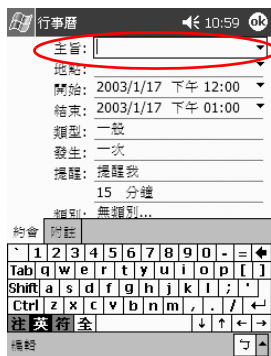 行事曆 10:59 ok
主旨:
地點:
開始: 2003/1/17 下午 12:00
結束: 2003/1/17 下午 01:00
類型: 一般
發生: 一次
提醒: 提醒我
15 分鐘
類別: 無類別...
約會 附註
` 1 2 3 4 5 6 7 8 9 0 - =
Tab q w e r t y u i o p [ ]
Shift a s d f g h j k l ; '
Ctrl z x c v b n m , . /
注 英 符 全
編輯